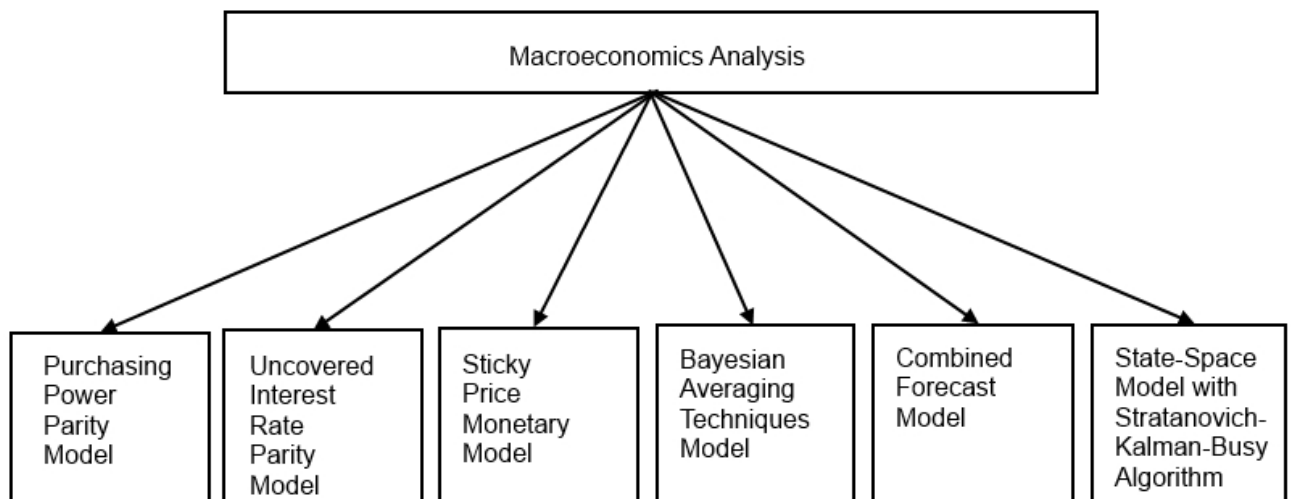 Macroeconomics Analysis
Purchasing
Power
Parity
Model
Uncovered
Interest
Rate
Parity
Model
Sticky
Price
Monetary
Model
Bayesian
Averaging
Techniques
Model
Combined
Forecast
Model
State-Space
Model with
Stratanovich-
Kalman-Busy
Algorithm